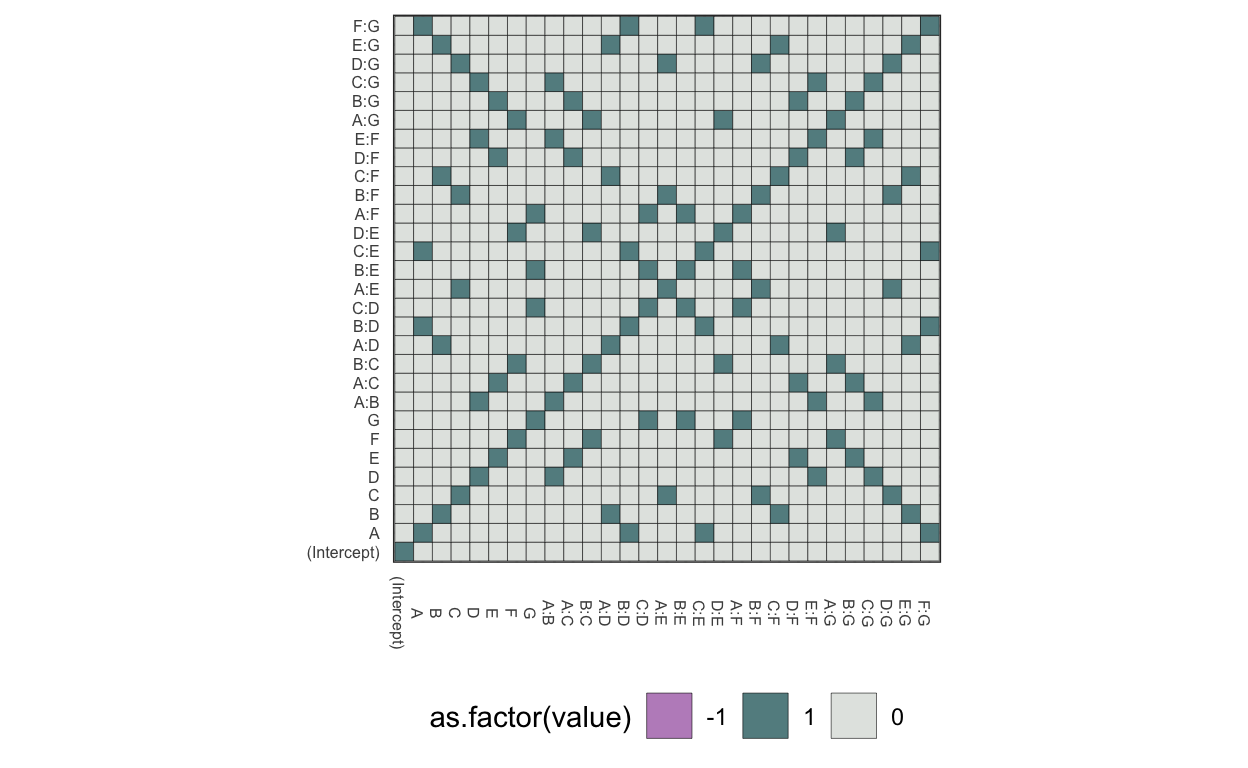 F:G
E:G
D:G
C:G
B:G
A:G
E:F
D:F
C:F
B:F
A:F
D:E
C:E
B:E
A:E
C:D
B:D
A:D
B:C
A:C
A:B
G
F
E
D
C
B
A
(Intercept)
(Intercept)
A
B
C
D
E
F
G
A:B
A:C
B:C
A:D
B:D
C:D
A:E
B:E
C:E
D:E
A:F
B:F
C:F
D:F
E:F
A:G
B:G
C:G
D:G
E:G
F:G
as.factor(value) -1 1 0